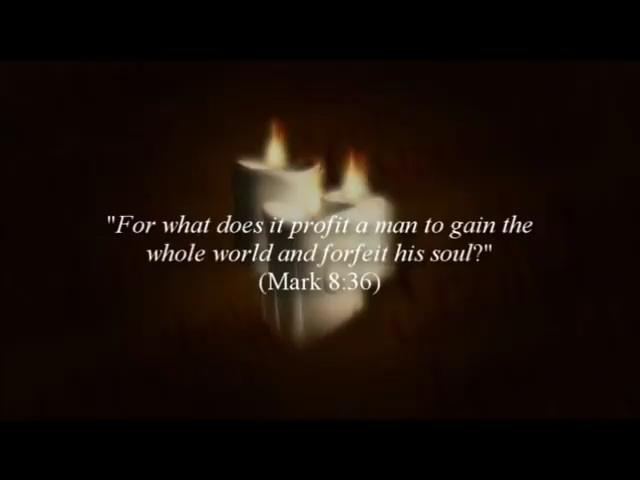 "For what does it profit a man to gain the
whole world and forfeit his soul?"
(Mark 8:36)